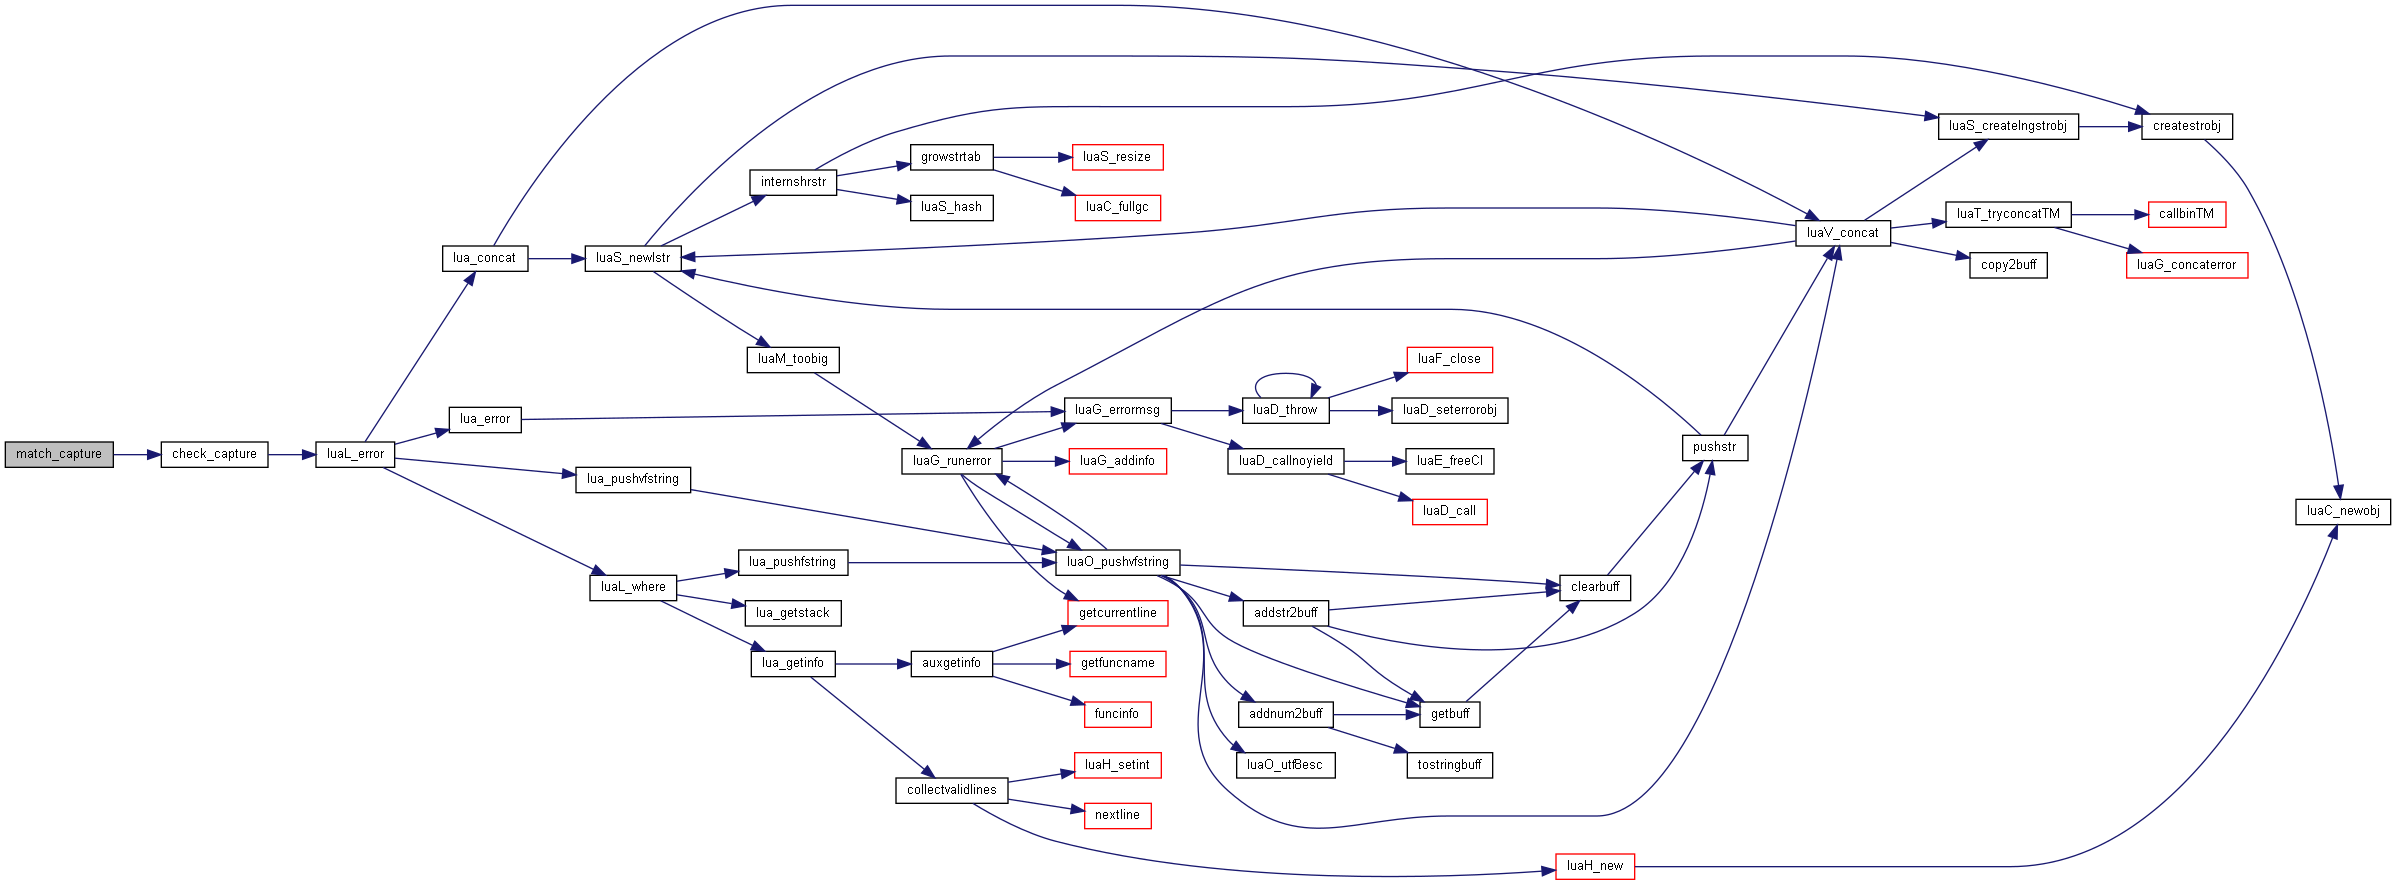 match_capture
check_capture
luaL_error
lua_concat
lua_error
lua_pushvfstring
luaL_where
luaS_newlstr
internshrstr
luaM_toobig
lua_pushfstring
lua_getstack
lua_getinfo
growstrtab
luaS_hash
luaG_runerror
auxgetinfo
collectvalidlines
luaS_resize
luaC_fullgc
luaG_errormsg
luaG_addinfo
luaO_pushvfstring
getcurrentline
getfuncname
funcinfo
luaH_setint
nextline
luaD_throw
luaD_callnoyield
addstr2buff
addnum2buff
luaO_utf8esc
luaF_close
luaD_seterrorobj
luaE_freeCI
luaD_call
getbuff
tostringbuff
clearbuff
luaH_new
pushstr
luaV_concat
luaS_createlngstrobj
luaT_tryconcatTM
copy2buff
createstrobj
callbinTM
luaG_concaterror
luaC_newobj